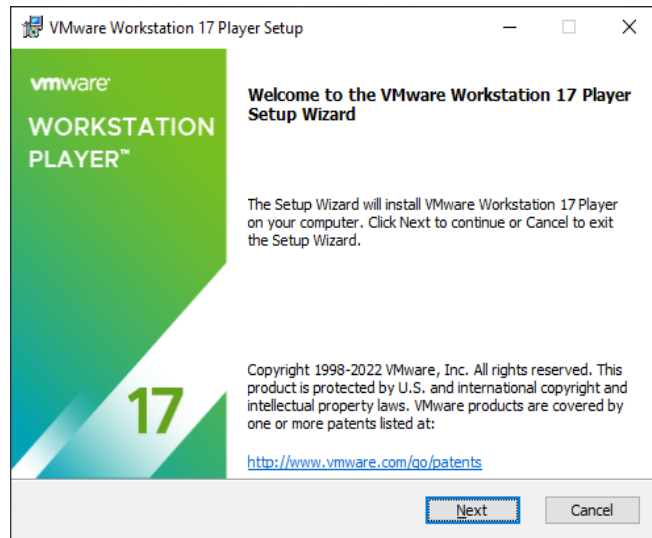 VMware Workstation 17 Player Setup
vmware®
WORKSTATION
PLAYER™
17
Welcome to the VMware Workstation 17 Player
Setup Wizard
The Setup Wizard will install VMware Workstation 17 Player
on your computer. Click Next to continue or Cancel to exit
the Setup Wizard.
Copyright 1998-2022 VMware, Inc. All rights reserved. This
product is protected by U.S. and international copyright and
intellectual property laws. VMware products are covered by
one or more patents listed at:
http://www.vmware.com/go/patents
Next
Cancel